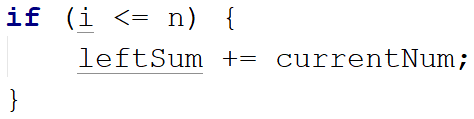 if (i <= n) {
    leftSum += currentNum;
}